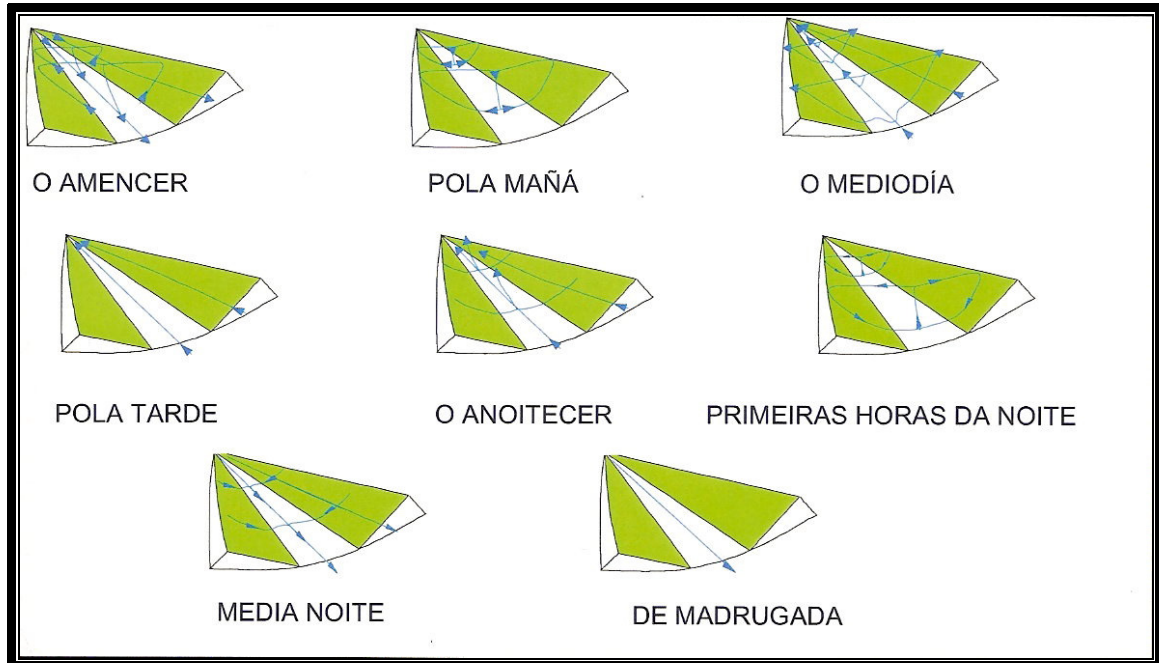 O AMENCER
POLA MAÑÁ
O MEDIODÍA
POLA TARDE
O ANOITECER
PRIMEIRAS HORAS DA NOITE
MEDIA NOITE
DE MADRUGADA